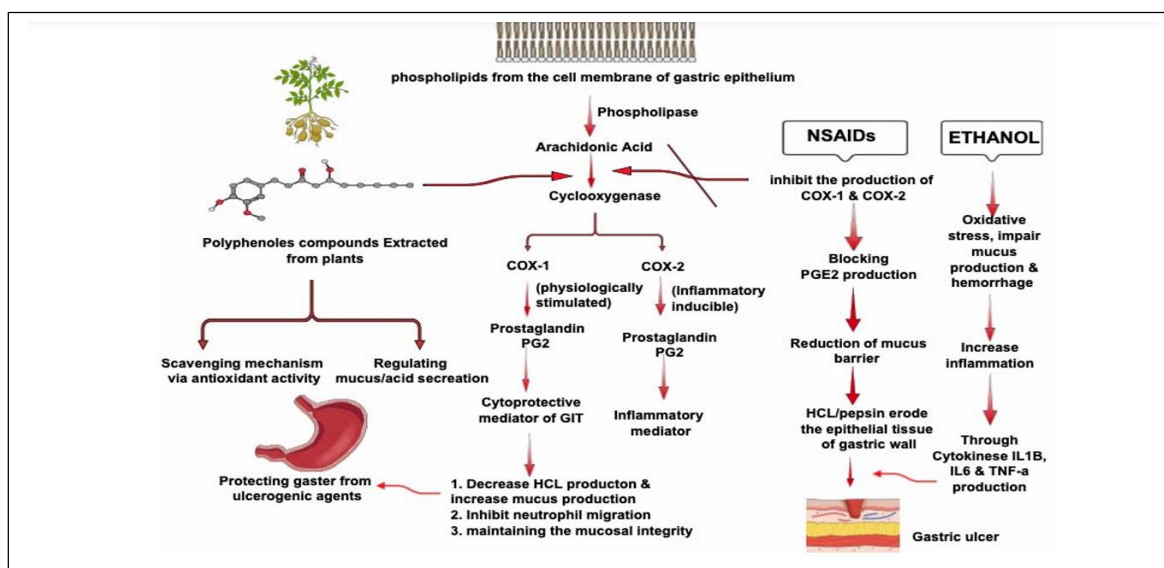 phospholipids from the cell membrane of gastric epithelium
Phospholipase
Arachidonic Acid
Cyclooxygenase
COX-1
(physiologically
stimulated)
Prostaglandin
PG2
Cytoprotective
mediator of GIT
1. Decrease HCL producton &
increase mucus production
2. Inhibit neutrophil migration
3. maintaining the mucosal integrity
COX-2
(Inflammatory
inducible)
Prostaglandin
PG2
Inflammatory
mediator
Polyphenoles compounds Extracted
from plants
Scavenging mechanism
via antioxidant activity
Regulating
mucus/acid secretion
Protecting gaster from
ulcerogenic agents
NSAIDs
inhibit the production of
COX-1 & COX-2
Blocking
PGE2 production
Reduction of mucus
barrier
HCL/pepsin erode
the epithelial tissue
of gastric wall
ETHANOL
Oxidative
stress, impair
mucus
production &
hemorrhage
Increase
inflammation
Through
Cytokinese IL1B,
IL6 & TNF-a
production
Gastric ulcer